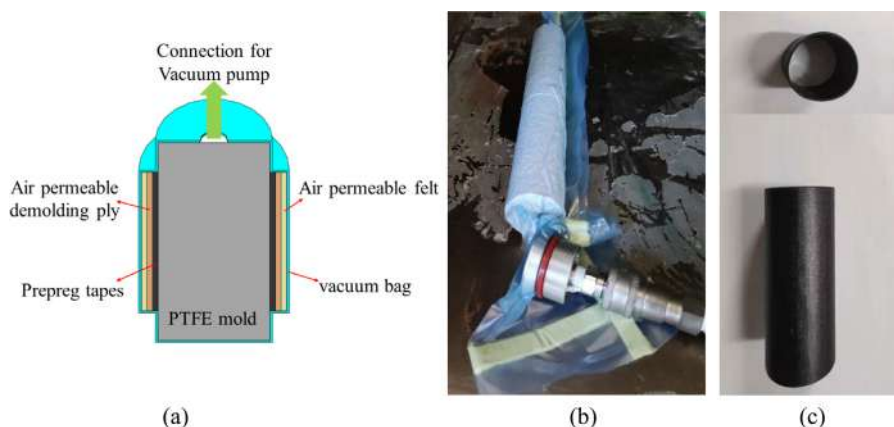 Connection for
Vacuum pump
Air permeable
demolding ply
Air permeable felt
Prepreg tapes
vacuum bag
PTFE mold
(a)
(b)
(c)